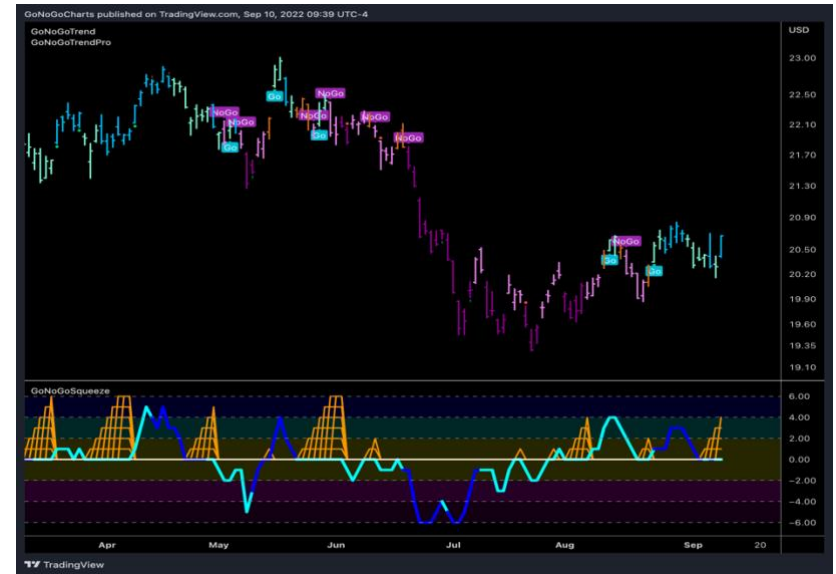 GoNoGoCharts published on TradingView.com, Sep 10, 2022 09:39 UTC-4
GoNoGoTrend
GoNoGoTrendPro
USD
23.00
22.50
22.10
21.70
21.30
20.90
20.50
20.20
19.90
19.60
19.35
19.10
Go
NoGo
NoGo
NoGo
Go
NoGo
Go
NoGo
NoGo
NoGo
Go
NoGo
Go
GoNoGoSqueeze
6.00
4.00
2.00
0.00
−2.00
−4.00
−6.00
Apr May Jun Jul Aug Sep 20
TradingView